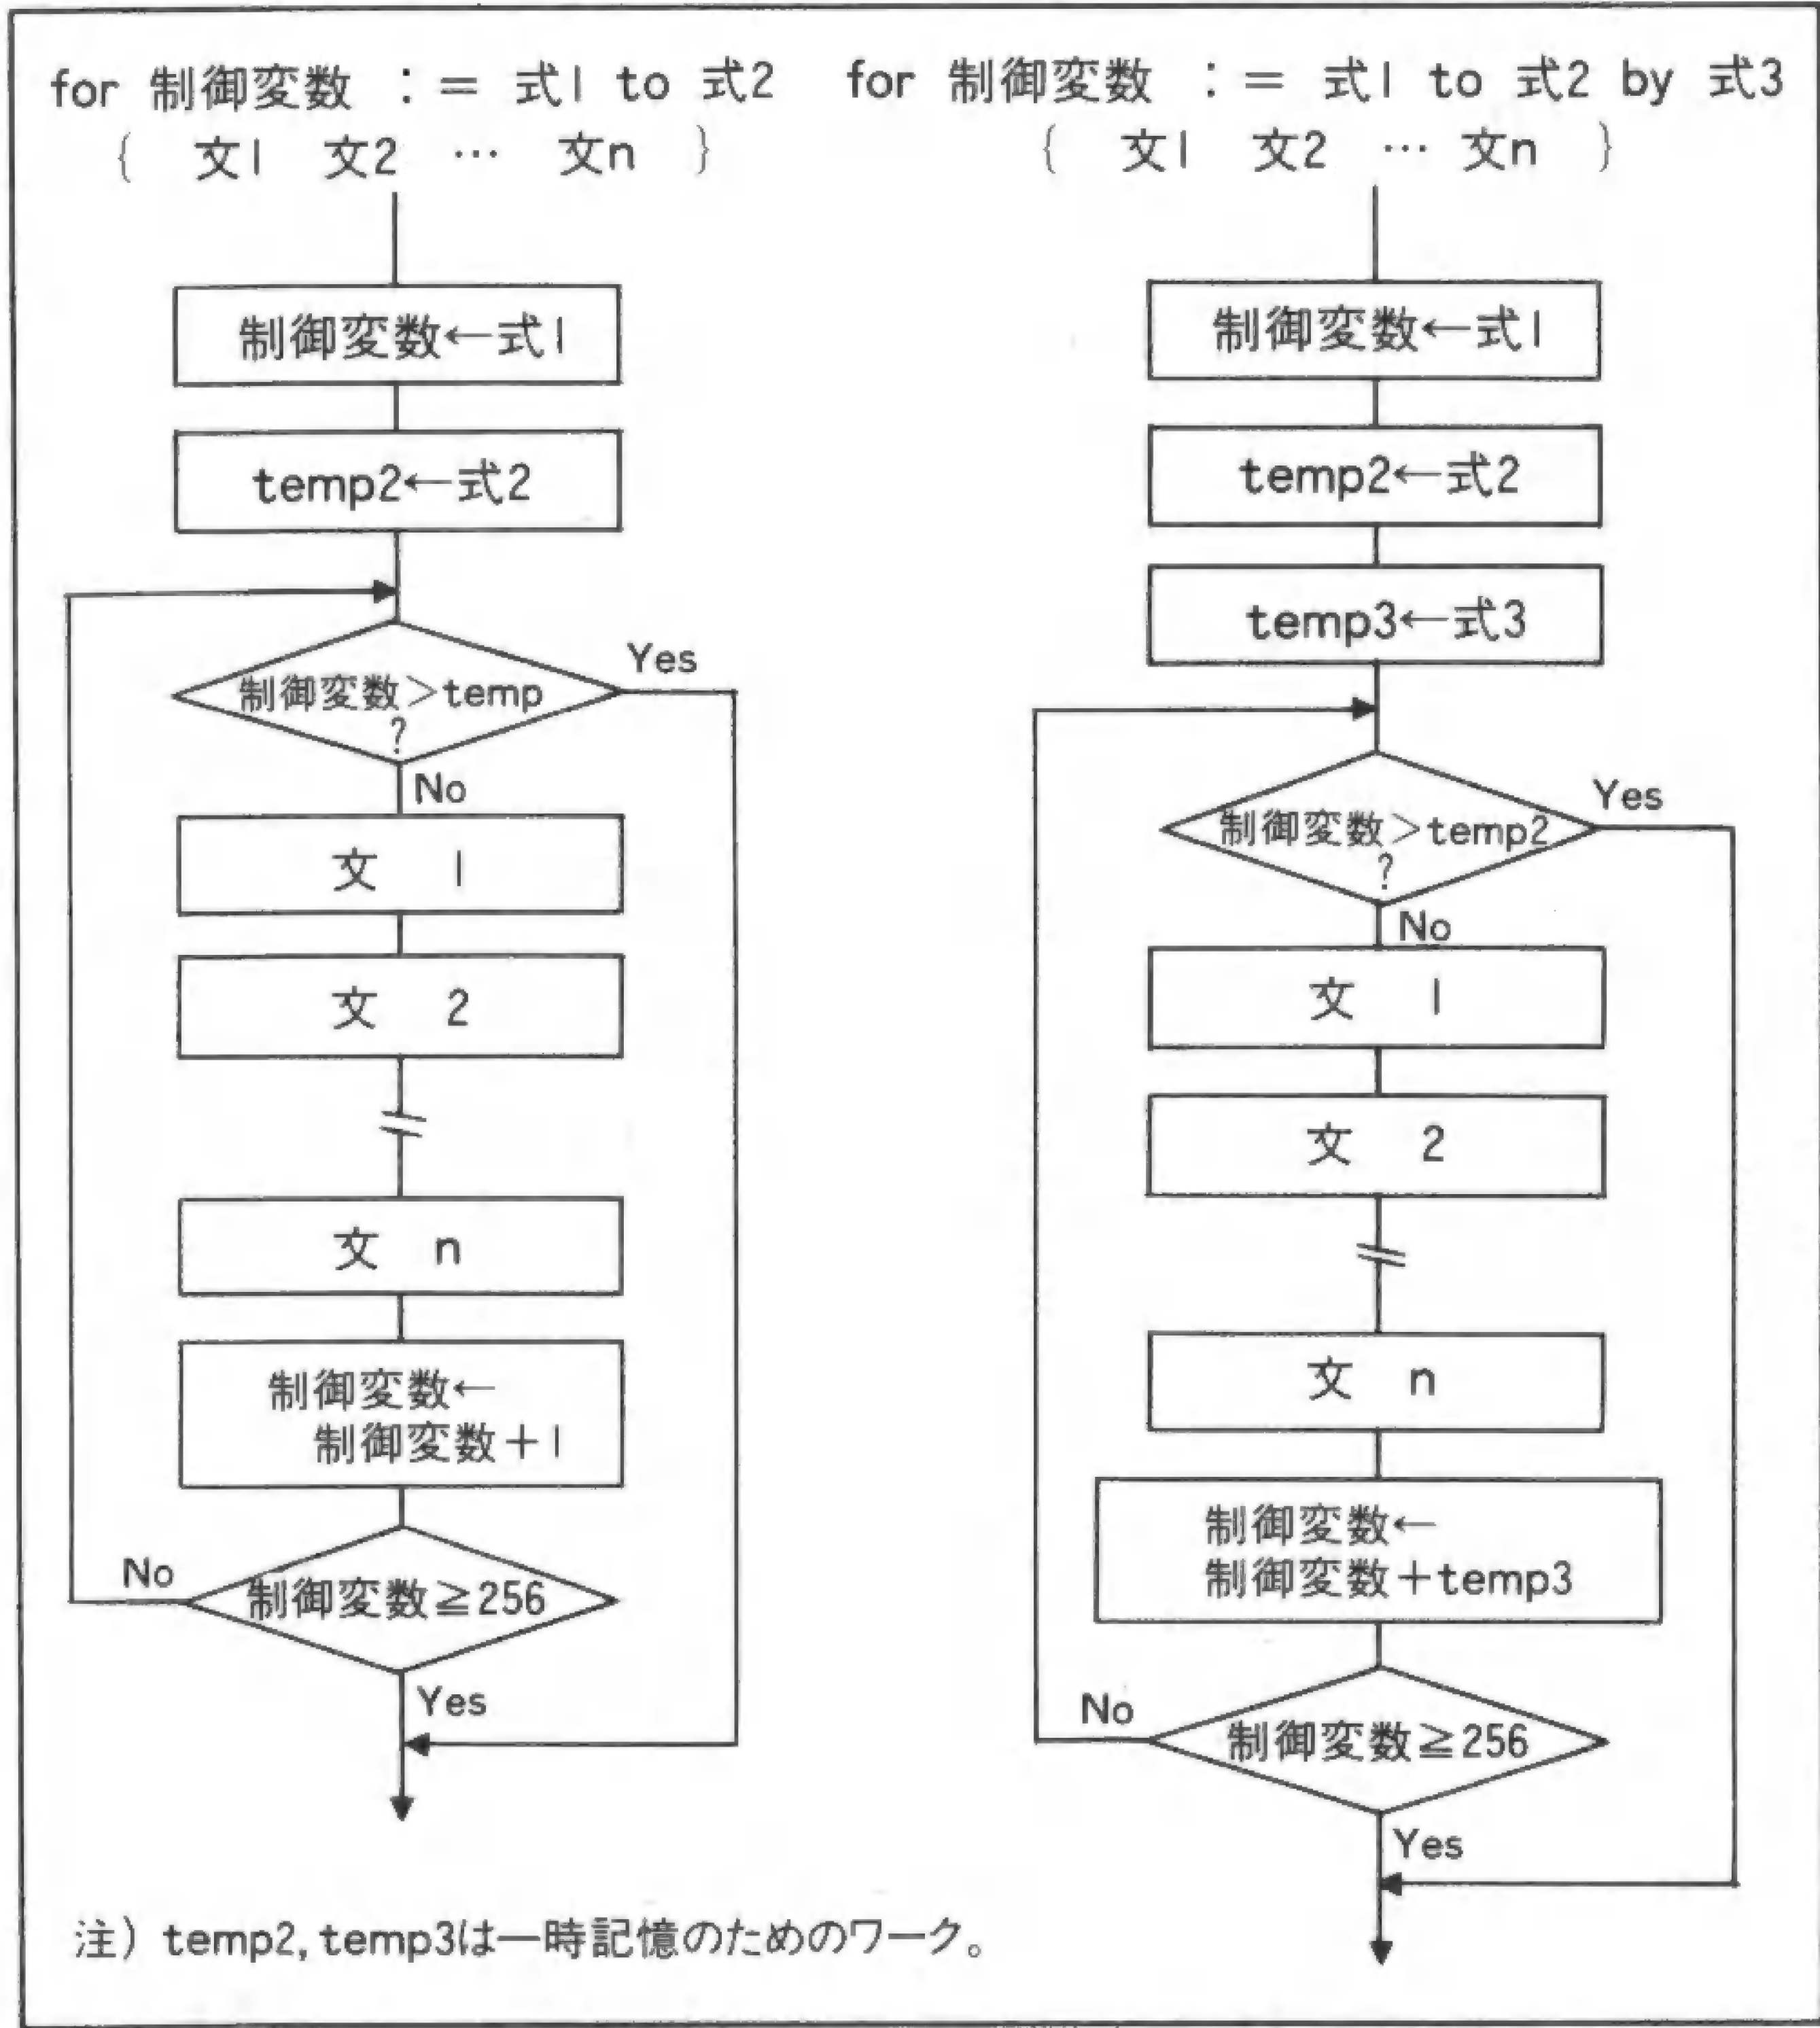 for 制御変数 := 式1 to 式2
{ 文1 文2 … 文n }
制御変数←式1
temp2←式2
制御変数>temp
?
Yes
No
文 1
文 2
文 n
制御変数←
制御変数+1
No
制御変数≧256
Yes
for 制御変数 := 式1 to 式2 by 式3
{ 文1 文2 … 文n }
制御変数←式1
temp2←式2
temp3←式3
制御変数>temp2
?
Yes
No
文 1
文 2
文 n
制御変数←
制御変数+temp3
No
制御変数≧256
Yes
注) temp2, temp3は一時記憶のためのワーク。